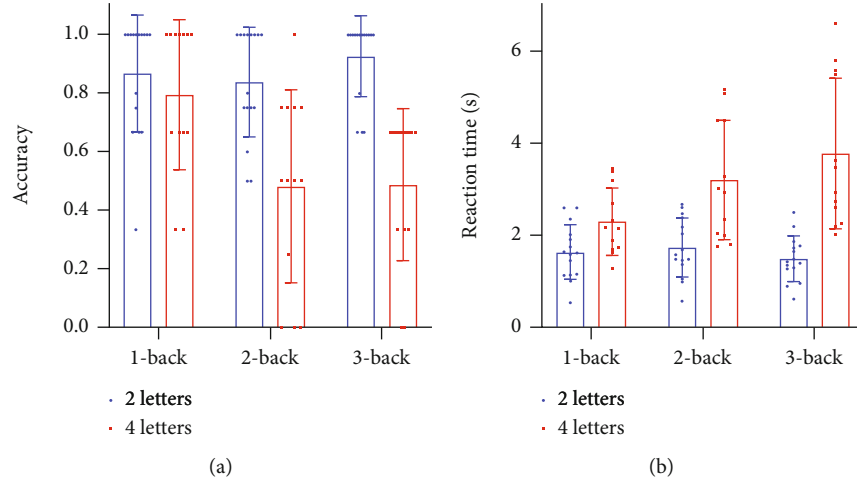 Accuracy
1.0
0.8
0.6
0.4
0.2
0.0
1-back
2-back
3-back
2 letters
4 letters
(a)
Reaction time (s)
6
4
2
0
1-back
2-back
3-back
2 letters
4 letters
(b)